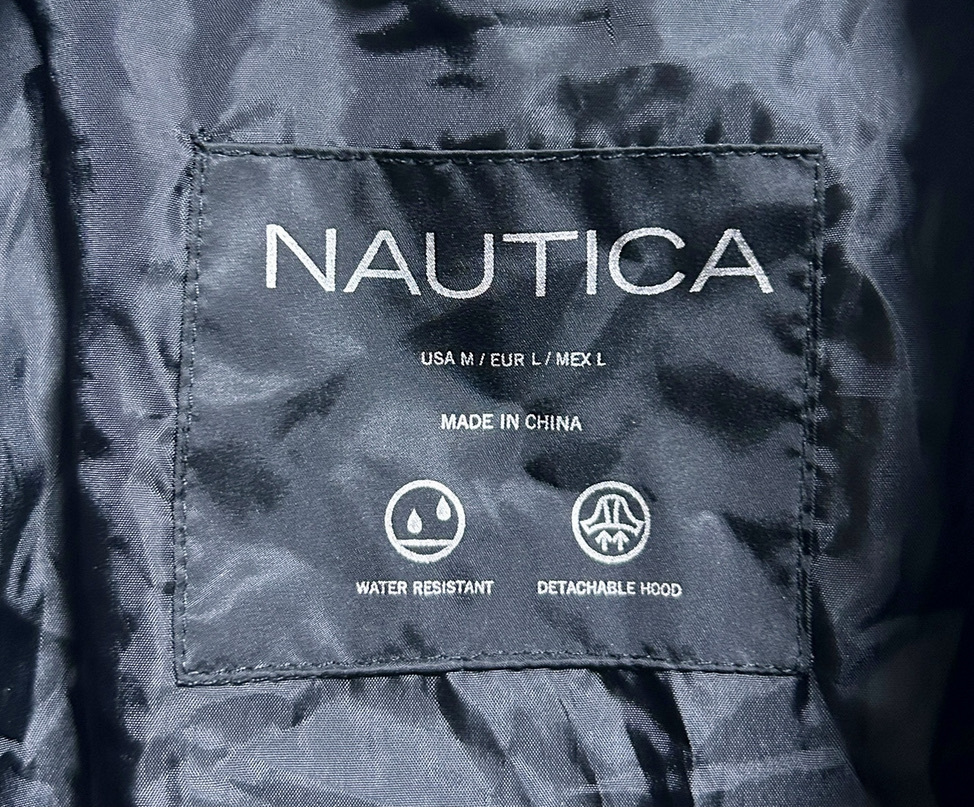 NAUTICA
USA M / EUR L / MEX L
MADE IN CHINA
WATER RESISTANT
DETACHABLE HOOD